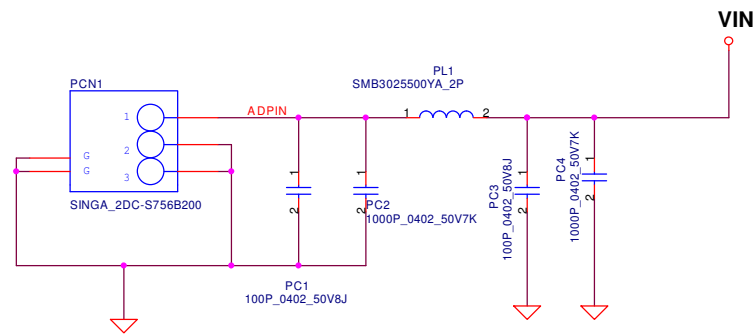 VIN
PL1
SMB3025500YA_2P
PCN1
ADPIN
1
2
1
2
3
G
G
1
2
1
2
1
2
1
2
PC2
1000P_0402_50V7K
PC3
100P_0402_50V8J
PC4
1000P_0402_50V7K
SINGA_2DC-S756B200
PC1
100P_0402_50V8J